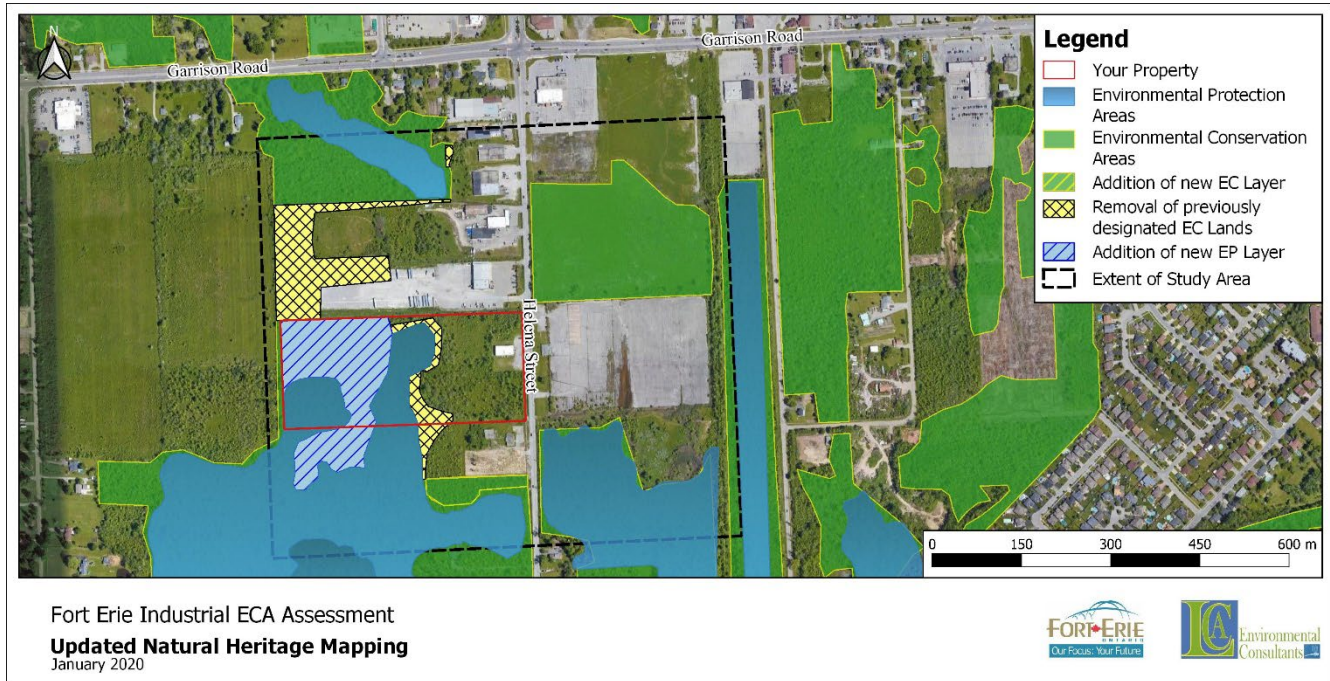 N
Garrison Road
Garrison Road
Helena Street
Legend
Your Property
Environmental Protection
Areas
Environmental Conservation
Areas
Addition of new EC Layer
Removal of previously
designated EC Lands
Addition of new EP Layer
Extent of Study Area
0 150 300 450 600 m
Fort Erie Industrial ECA Assessment
Updated Natural Heritage Mapping
January 2020
FORT ERIE
ONTARIO
Our Focus: Your Future
LCA
Environmental
Consultants